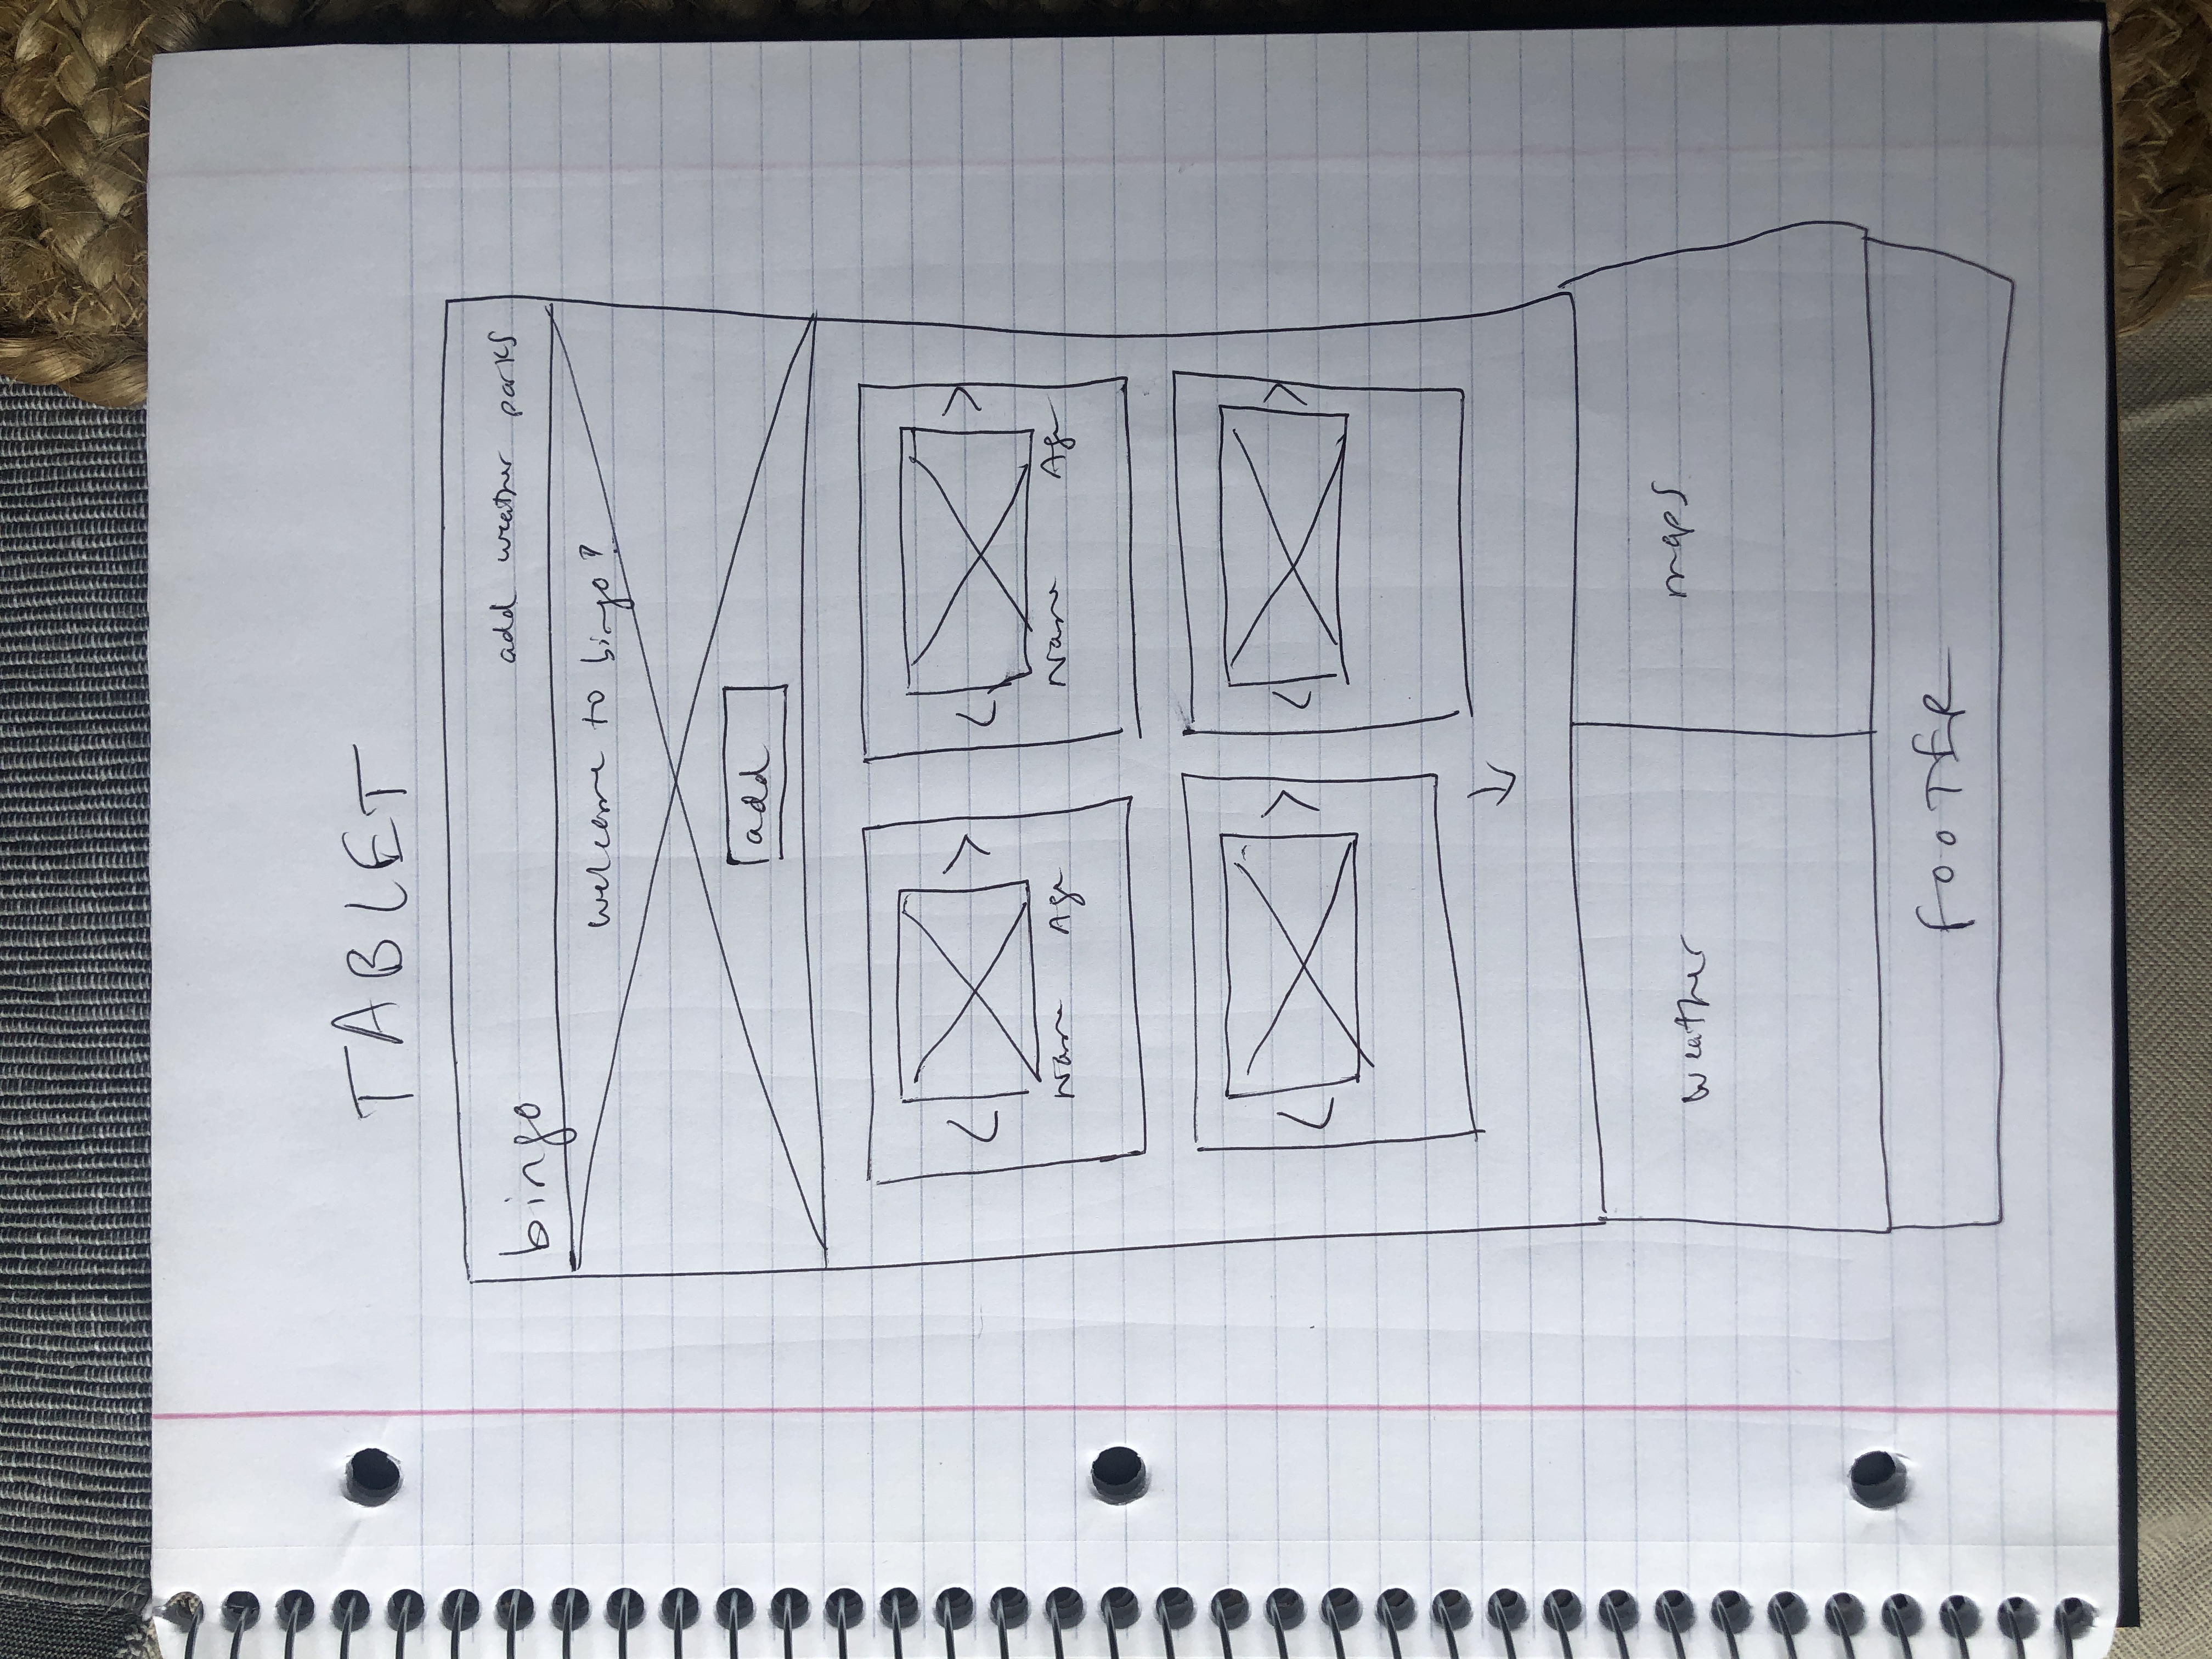 TABLET
bingo add weather parks
welcome to bingo!
add
< > < >
Name Age Name Age
< > < >
↓
weather maps
FOOTER